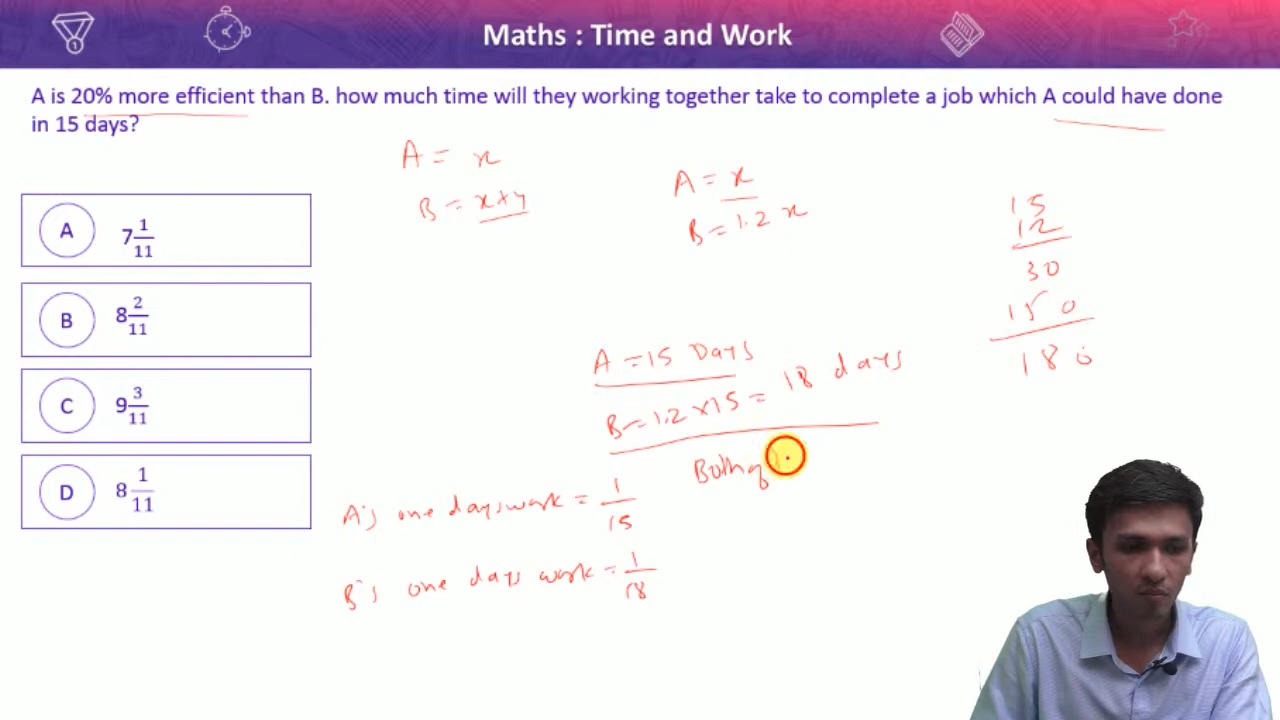 Maths : Time and Work
A is 20% more efficient than B. how much time will they working together take to complete a job which A could have done
in 15 days?
A = x
B = x+y
A = x
B = 1.2 x
15
12
30
150
180
A 7 1/11
B 8 2/11
C 9 3/11
D 8 1/11
A = 15 Days
B = 1.2 × 15 = 18 days
A's one days work = 1/15
B's one days work = 1/18
1